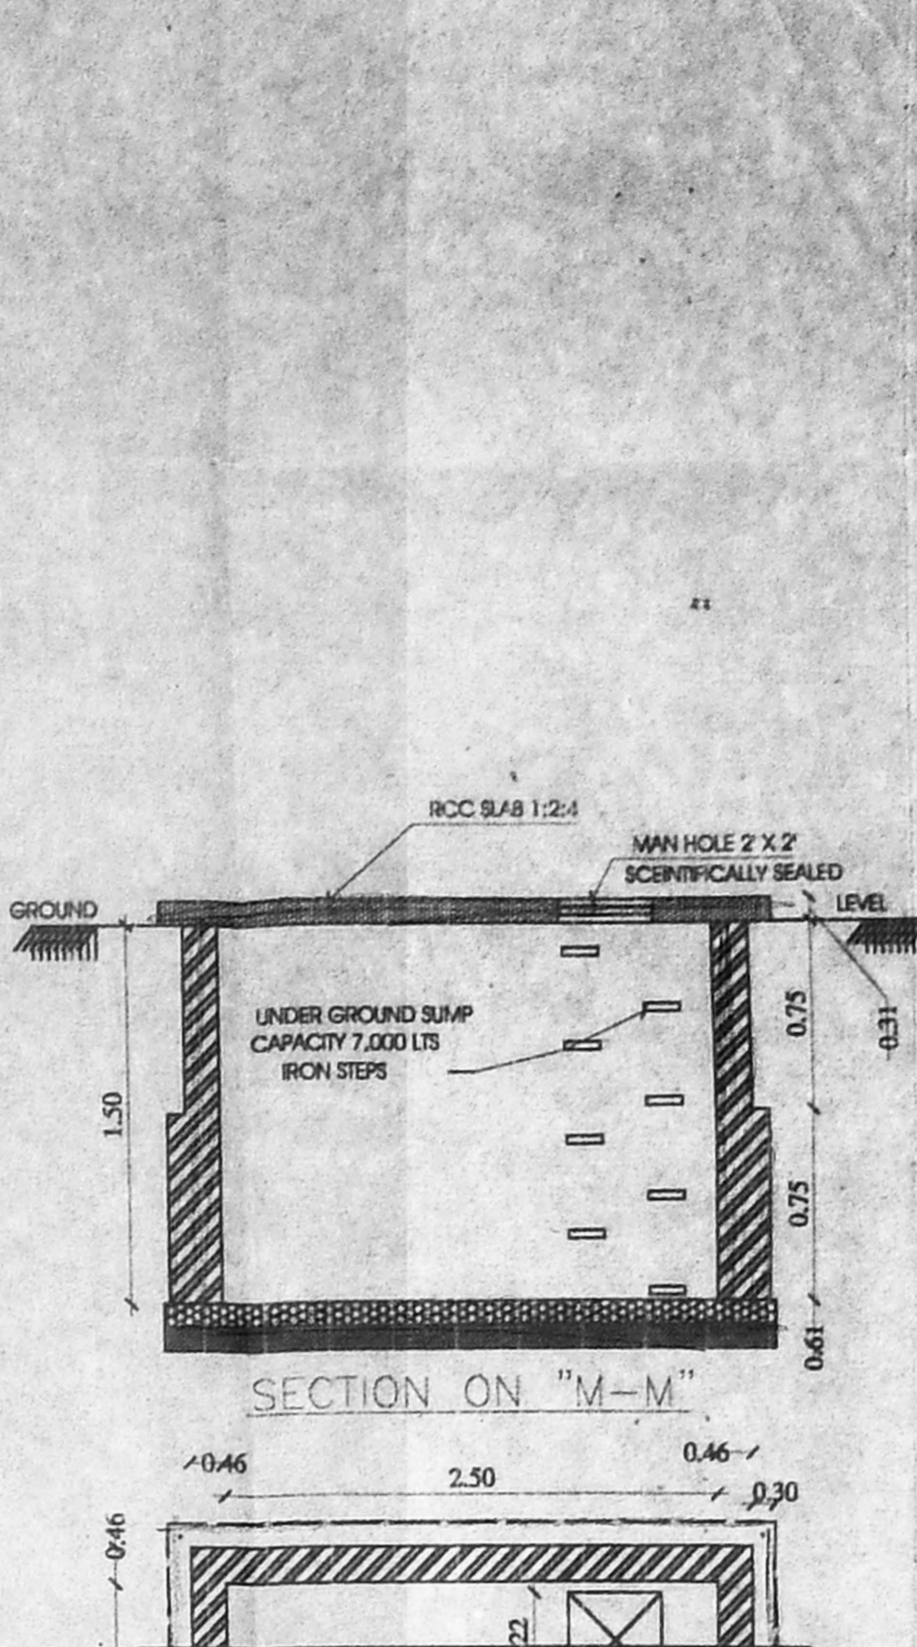 RCC SLAB 1:2:4
MAN HOLE 2' X 2'
SCEINTIFICALLY SEALED
GROUND
LEVEL
UNDER GROUND SUMP
CAPACITY 7,000 LTS
IRON STEPS
1.50
0.75
0.31
0.75
0.61
SECTION ON "M-M"
0.46
0.46
2.50
0.30
0.46
22